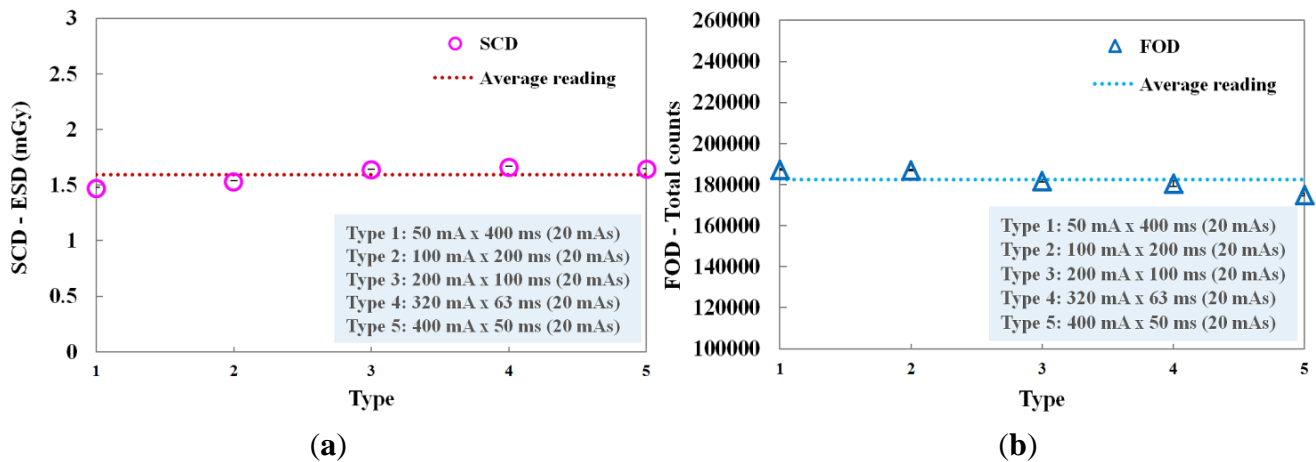 SCD - ESD (mGy)
3
2.5
2
1.5
1
0.5
0
SCD
Average reading
Type 1: 50 mA x 400 ms (20 mAs)
Type 2: 100 mA x 200 ms (20 mAs)
Type 3: 200 mA x 100 ms (20 mAs)
Type 4: 320 mA x 63 ms (20 mAs)
Type 5: 400 mA x 50 ms (20 mAs)
1 2 3 4 5
Type
(a)
FOD - Total counts
260000
240000
220000
200000
180000
160000
140000
120000
100000
FOD
Average reading
Type 1: 50 mA x 400 ms (20 mAs)
Type 2: 100 mA x 200 ms (20 mAs)
Type 3: 200 mA x 100 ms (20 mAs)
Type 4: 320 mA x 63 ms (20 mAs)
Type 5: 400 mA x 50 ms (20 mAs)
1 2 3 4 5
Type
(b)